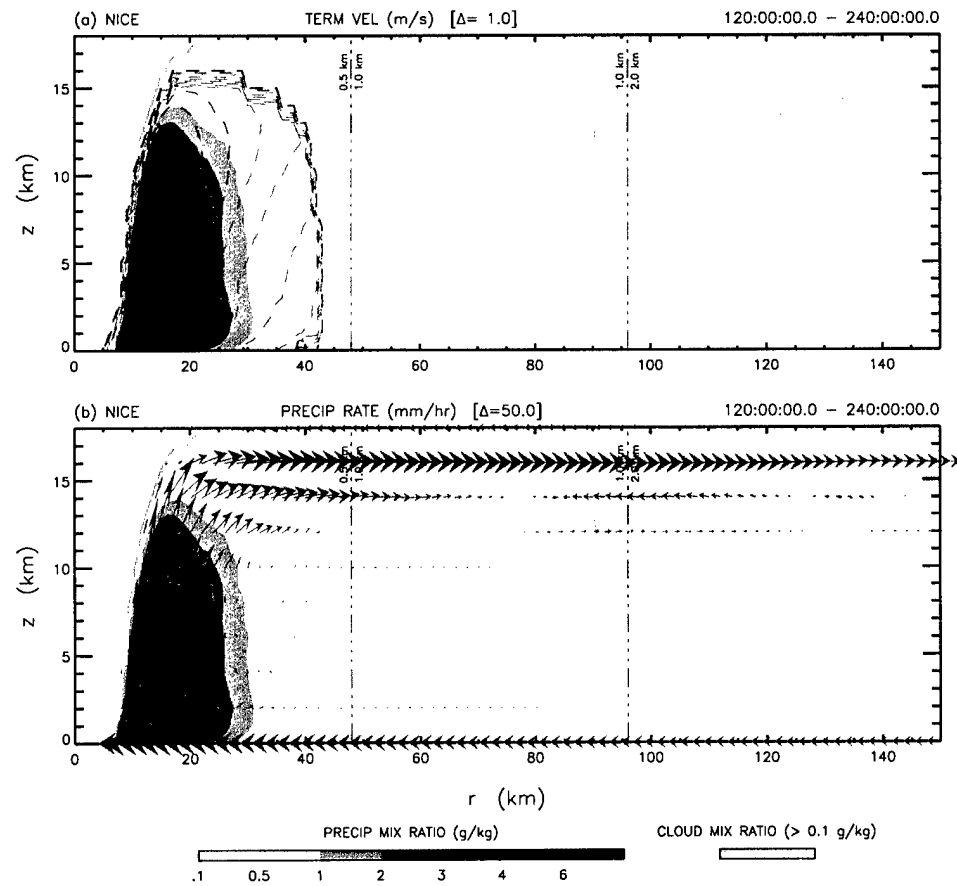 (a) NICE TERM VEL (m/s) [Δ= 1.0] 120:00:00.0 − 240:00:00.0
15
10
5
0
z (km)
0.5 km
1.0 km
1.0 km
2.0 km
0 20 40 60 80 100 120 140
(b) NICE PRECIP RATE (mm/hr) [Δ=50.0] 120:00:00.0 − 240:00:00.0
15
10
5
0
z (km)
0 20 40 60 80 100 120 140
r (km)
PRECIP MIX RATIO (g/kg) CLOUD MIX RATIO (> 0.1 g/kg)
.1 0.5 1 2 3 4 6